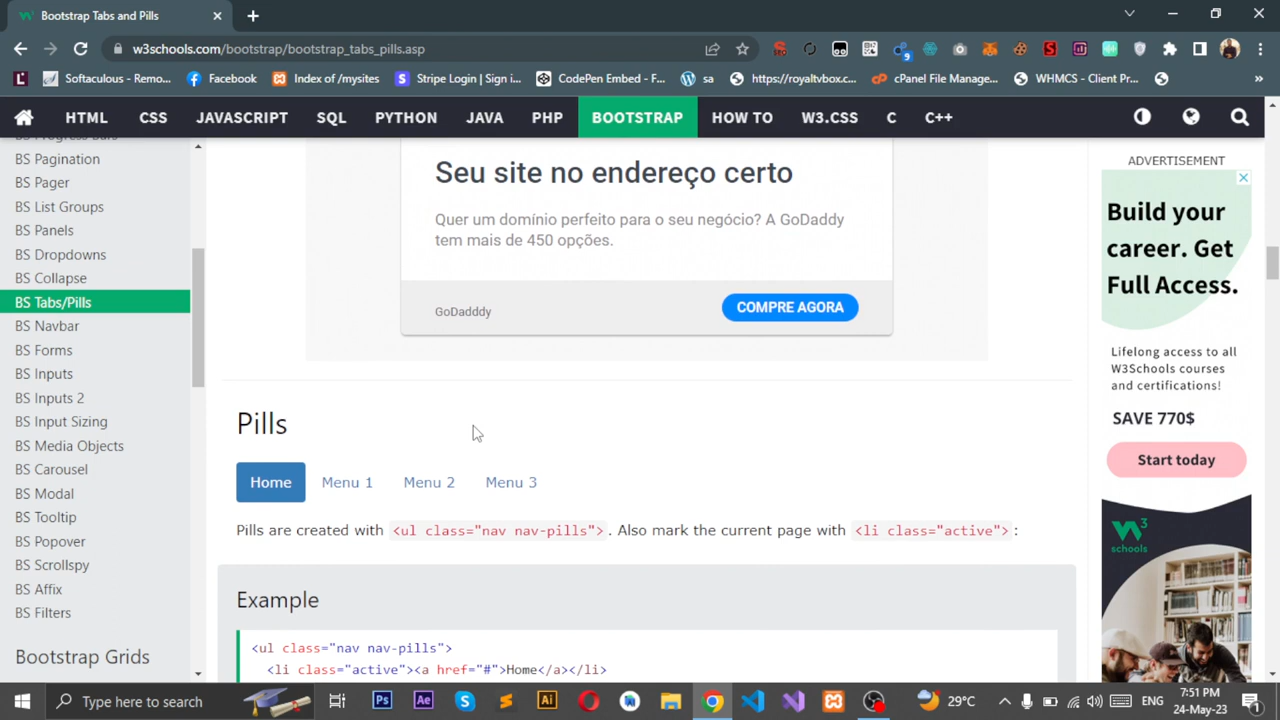 Bootstrap Tabs and Pills
w3schools.com/bootstrap/bootstrap_tabs_pills.asp
Softaculous - Remo...
Facebook
Index of /mysites
Stripe Login | Sign i...
CodePen Embed - F...
sa
https://royaltvbox.c...
cPanel File Manage...
WHMCS - Client Pr...
HTML
CSS
JAVASCRIPT
SQL
PYTHON
JAVA
PHP
BOOTSTRAP
HOW TO
W3.CSS
C
C++
BS Progress Bars
BS Pagination
BS Pager
BS List Groups
BS Panels
BS Dropdowns
BS Collapse
BS Tabs/Pills
BS Navbar
BS Forms
BS Inputs
BS Inputs 2
BS Input Sizing
BS Media Objects
BS Carousel
BS Modal
BS Tooltip
BS Popover
BS Scrollspy
BS Affix
BS Filters
Bootstrap Grids
Seu site no endereço certo
Quer um domínio perfeito para o seu negócio? A GoDaddy
tem mais de 450 opções.
GoDadddy
COMPRE AGORA
Pills
Home
Menu 1
Menu 2
Menu 3
Pills are created with <ul class="nav nav-pills">. Also mark the current page with <li class="active">:
Example
<ul class="nav nav-pills">
<li class="active"><a href="#">Home</a></li>
ADVERTISEMENT
Build your
career. Get
Full Access.
Lifelong access to all
W3Schools courses
and certifications!
SAVE 770$
Start today
W3
schools
Type here to search
29°C
ENG
7:51 PM
24-May-23